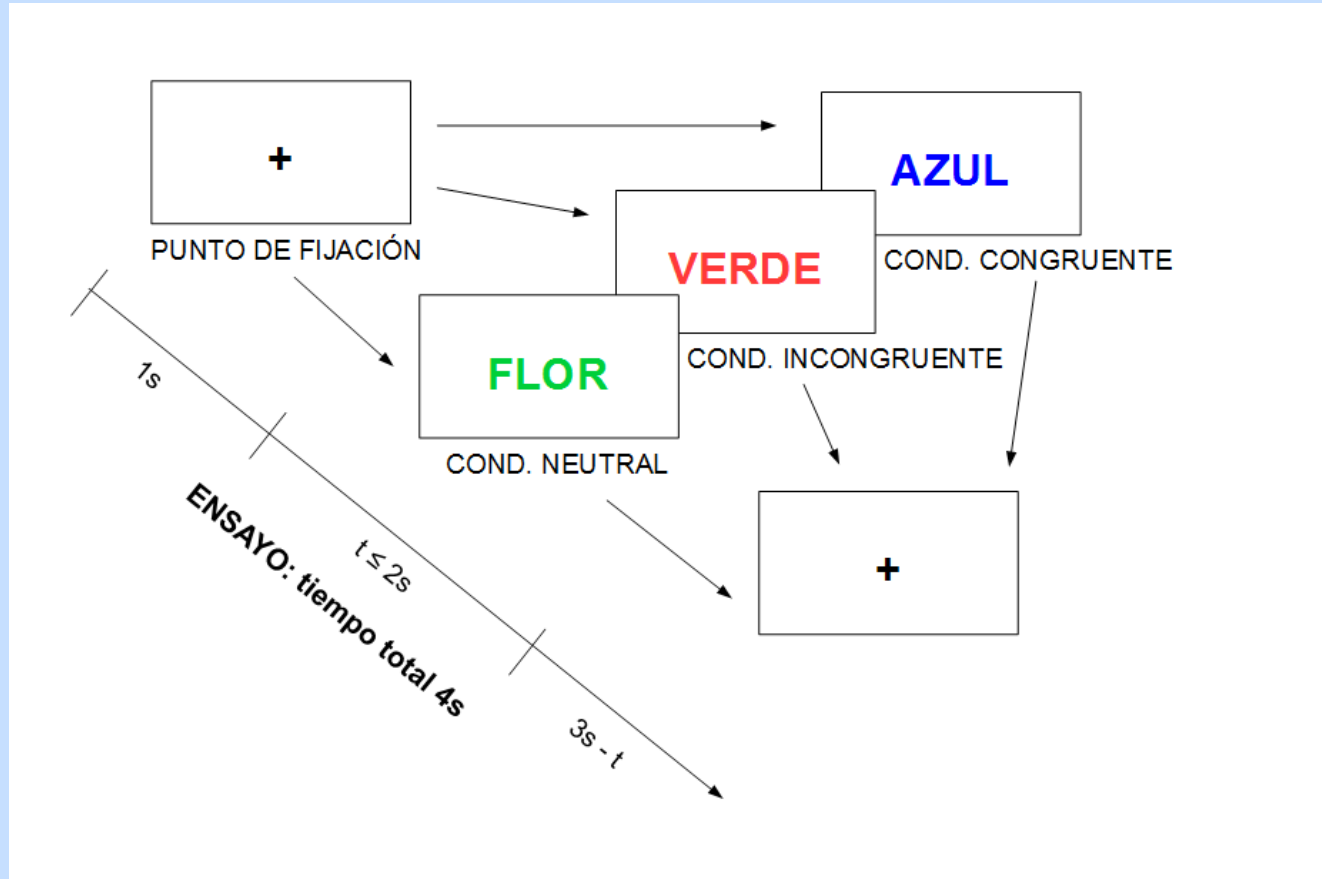 +
PUNTO DE FIJACIÓN
AZUL
COND. CONGRUENTE
VERDE
COND. INCONGRUENTE
FLOR
COND. NEUTRAL
+
1s
t ≤ 2s
3s - t
ENSAYO: tiempo total 4s